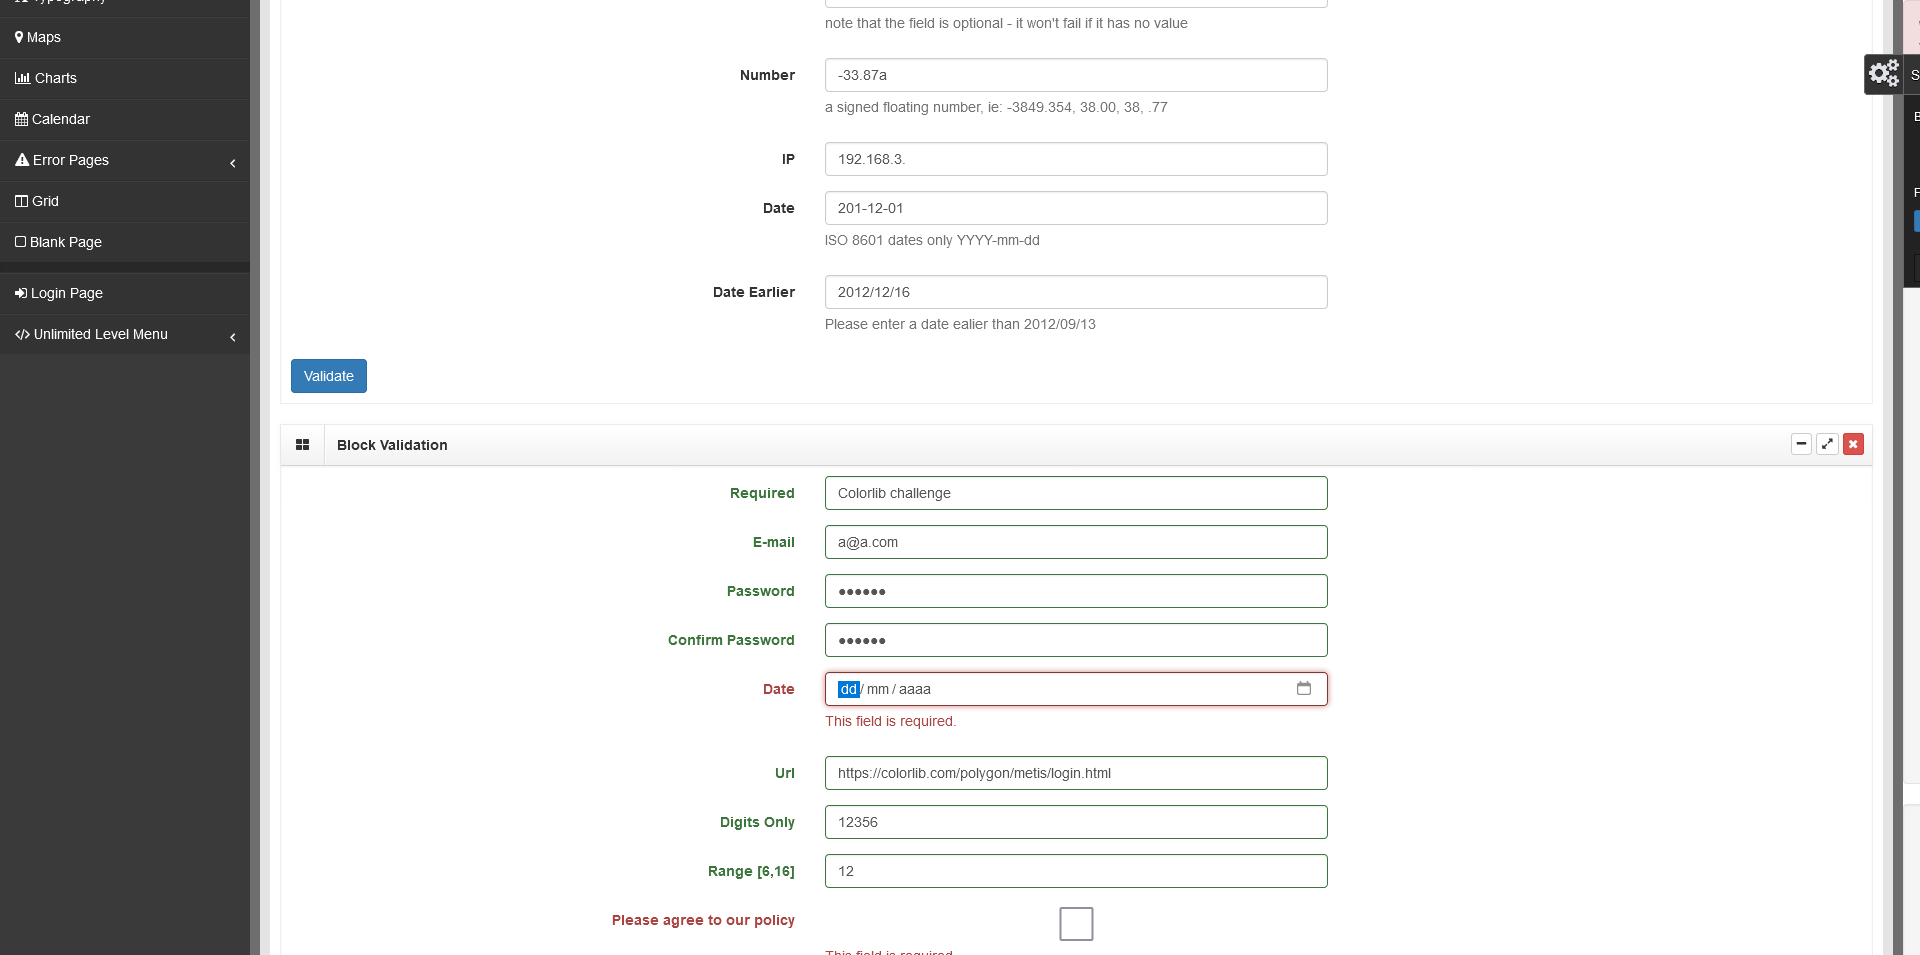 Typography
Maps
Charts
Calendar
Error Pages
Grid
Blank Page
Login Page
Unlimited Level Menu
note that the field is optional - it won't fail if it has no value
Number
-33.87a
a signed floating number, ie: -3849.354, 38.00, 38, .77
IP
192.168.3.
Date
201-12-01
ISO 8601 dates only YYYY-mm-dd
Date Earlier
2012/12/16
Please enter a date ealier than 2012/09/13
Validate
Block Validation
Required
Colorlib challenge
E-mail
a@a.com
Password
●●●●●●
Confirm Password
●●●●●●
Date
dd/mm/aaaa
This field is required.
Url
https://colorlib.com/polygon/metis/login.html
Digits Only
12356
Range [6,16]
12
Please agree to our policy
This field is required.